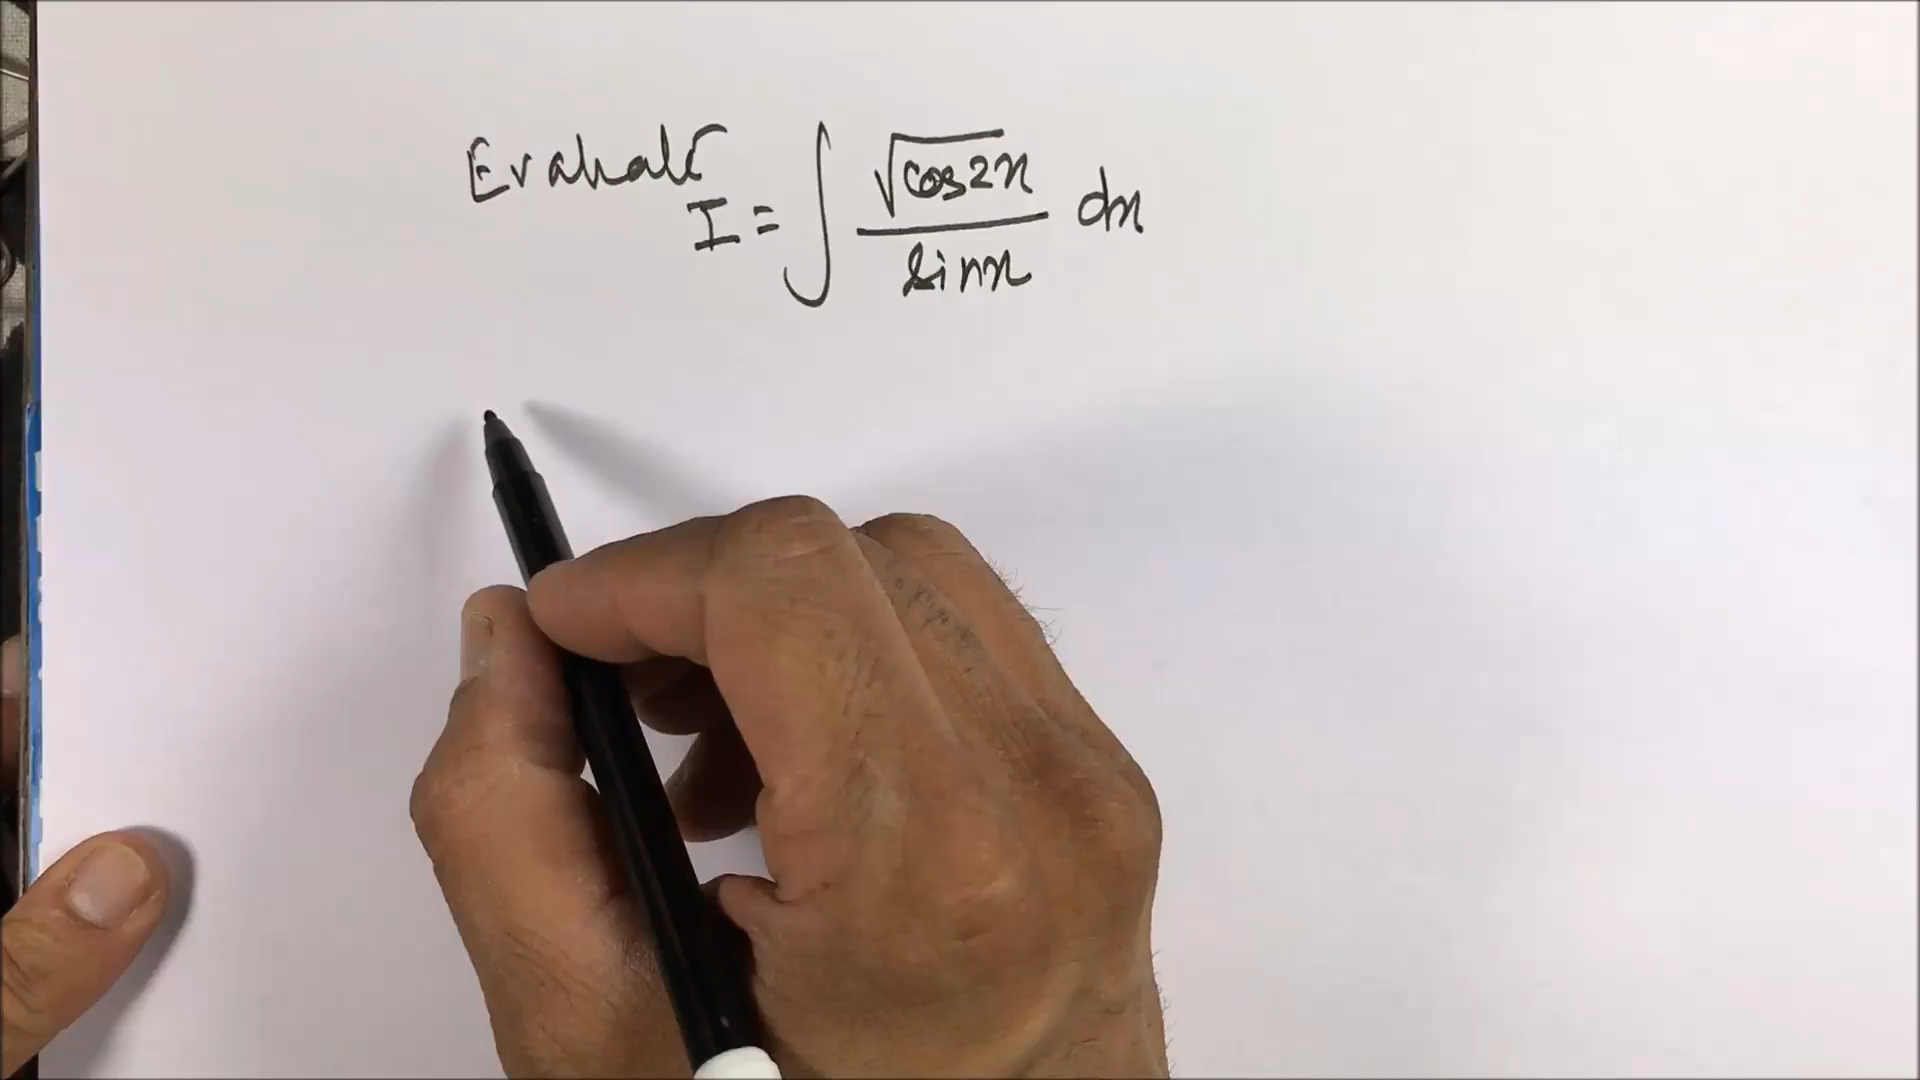 Evaluate
I = ∫ √cos2x / sinx dx